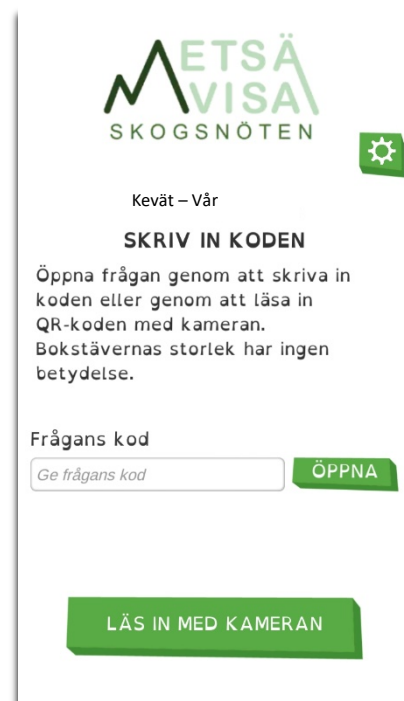 METSÄ
VISA
SKOGSNÖTEN
Kevät – Vår
SKRIV IN KODEN
Öppna frågan genom att skriva in
koden eller genom att läsa in
QR-koden med kameran.
Bokstävernas storlek har ingen
betydelse.
Frågans kod
Ge frågans kod
ÖPPNA
LÄS IN MED KAMERAN